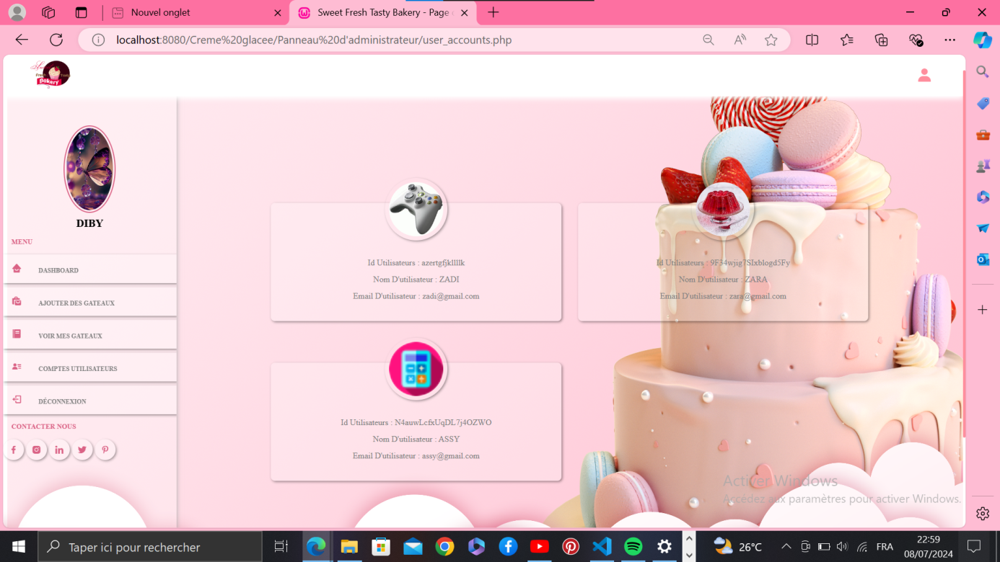 Nouvel onglet
Sweet Fresh Tasty Bakery - Page
localhost:8080/Creme%20glacee/Panneau%20d'administrateur/user_accounts.php
Bakery
DIBY
MENU
DASHBOARD
AJOUTER DES GATEAUX
VOIR MES GATEAUX
COMPTES UTILISATEURS
DÉCONNEXION
CONTACTER NOUS
Id Utilisateurs : azertgfjkllllk
Nom D'utilisateur : ZADI
Email D'utilisateur : zadi@gmail.com
Id Utilisateurs : 9F34wjig7SlxbIogd5Fy
Nom D'utilisateur : ZARA
Email D'utilisateur : zara@gmail.com
Id Utilisateurs : N4auwLcfxUqDL7j4OZWO
Nom D'utilisateur : ASSY
Email D'utilisateur : assy@gmail.com
Activer Windows
Accédez aux paramètres pour activer Windows.
Taper ici pour rechercher
26°C
FRA
22:59
08/07/2024